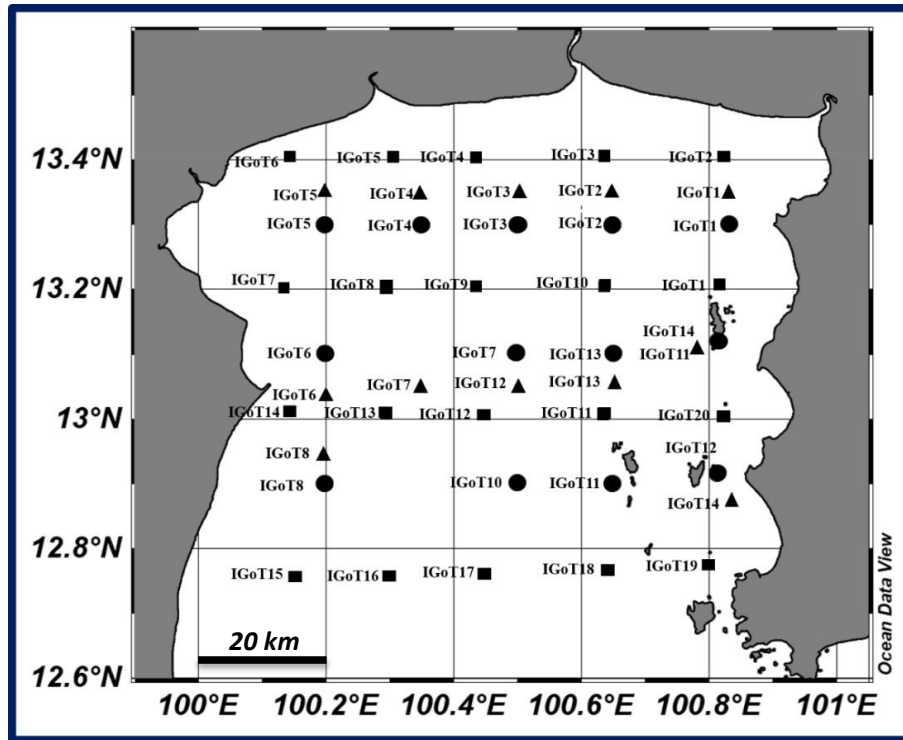 13.4°N
IGoT6
IGoT5
IGoT4
IGoT3
IGoT2
IGoT5
IGoT4
IGoT3
IGoT2
IGoT1
IGoT5
IGoT4
IGoT3
IGoT2
IGoT1
13.2°N
IGoT7
IGoT8
IGoT9
IGoT10
IGoT1
IGoT14
IGoT6
IGoT7
IGoT13
IGoT11
IGoT6
IGoT7
IGoT12
IGoT13
13°N
IGoT14
IGoT13
IGoT12
IGoT11
IGoT20
IGoT8
IGoT12
IGoT8
IGoT10
IGoT11
IGoT14
12.8°N
IGoT15
IGoT16
IGoT17
IGoT18
IGoT19
20 km
12.6°N
100°E
100.2°E
100.4°E
100.6°E
100.8°E
101°E
Ocean Data View